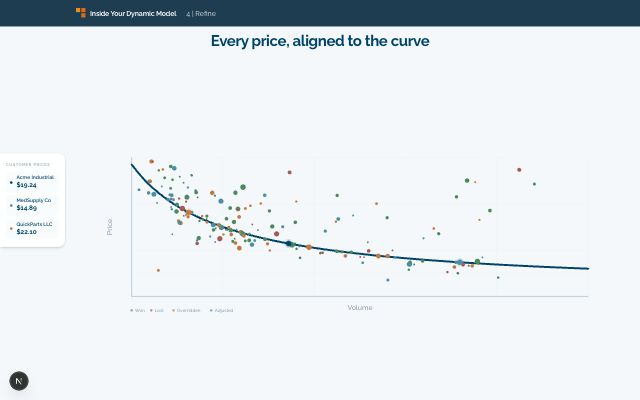 Inside Your Dynamic Model
4 | Refine
Every price, aligned to the curve
CUSTOMER PRICES
Acme Industrial
$19.24
MedSupply Co
$14.89
QuickParts LLC
$22.10
Price
Volume
Won
Lost
Overridden
Adjusted
N